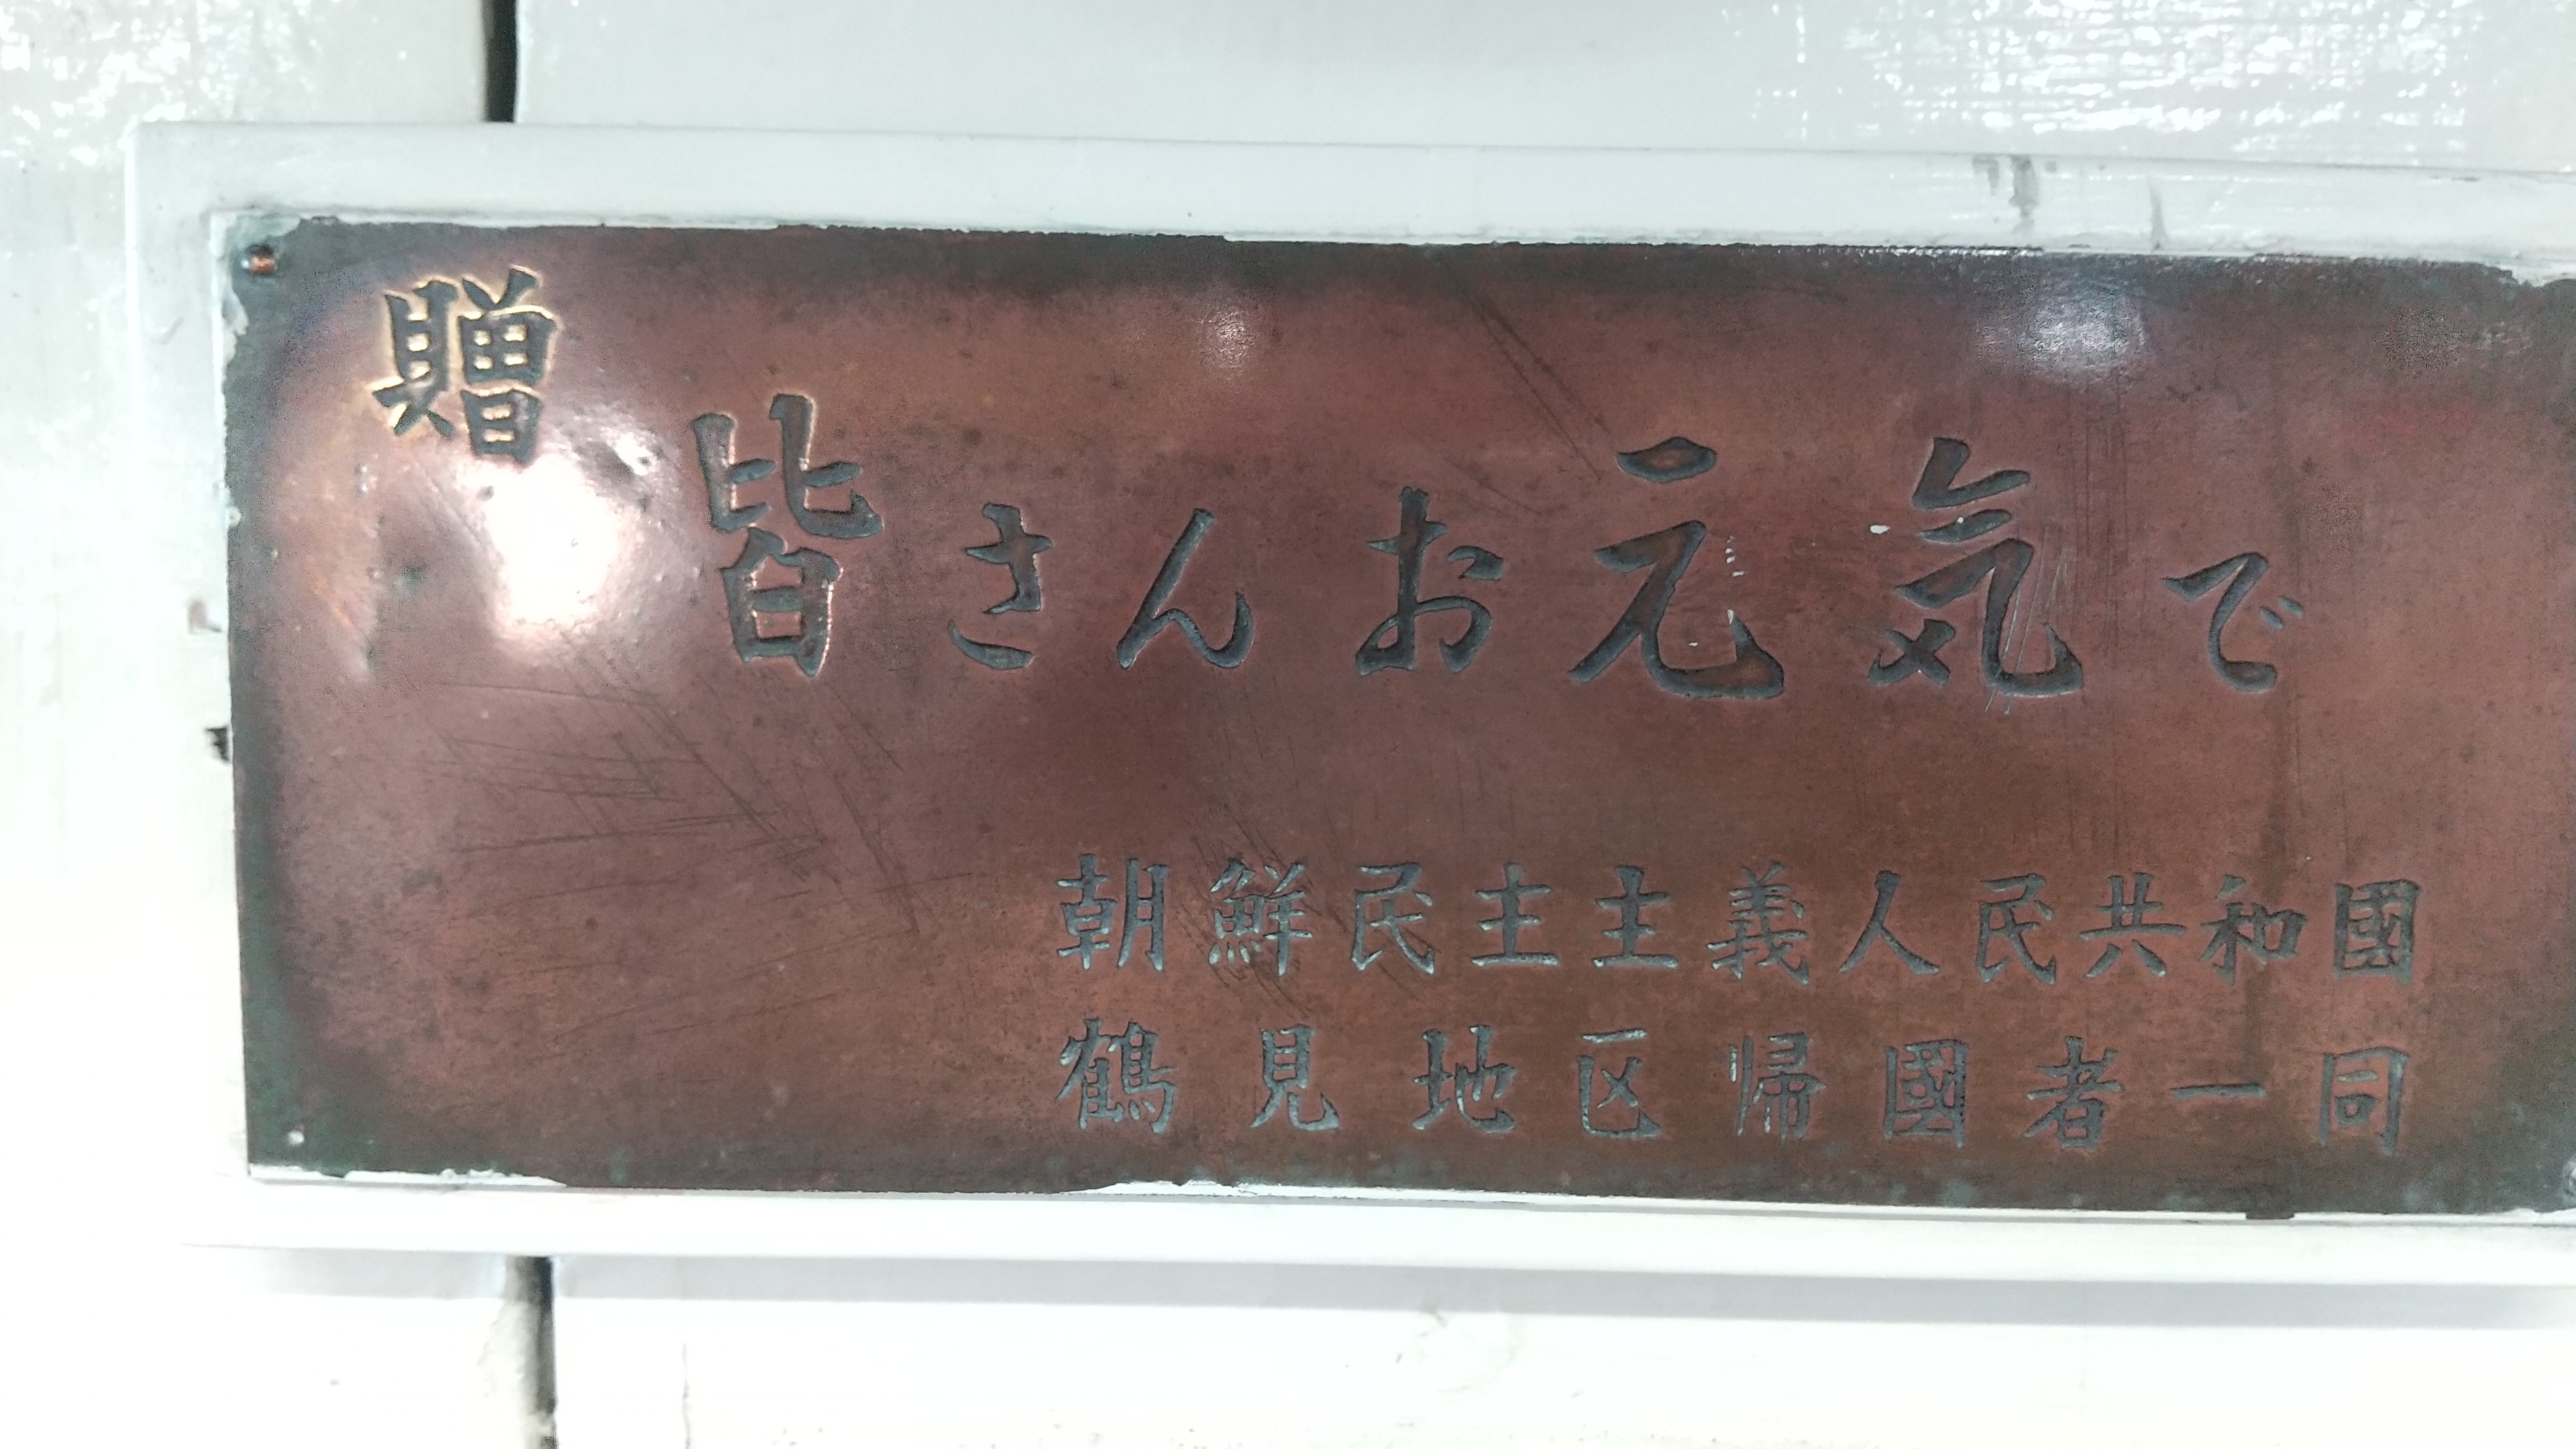 贈
皆さんお元気で
朝鮮民主主義人民共和國
鶴見地区帰國者一同